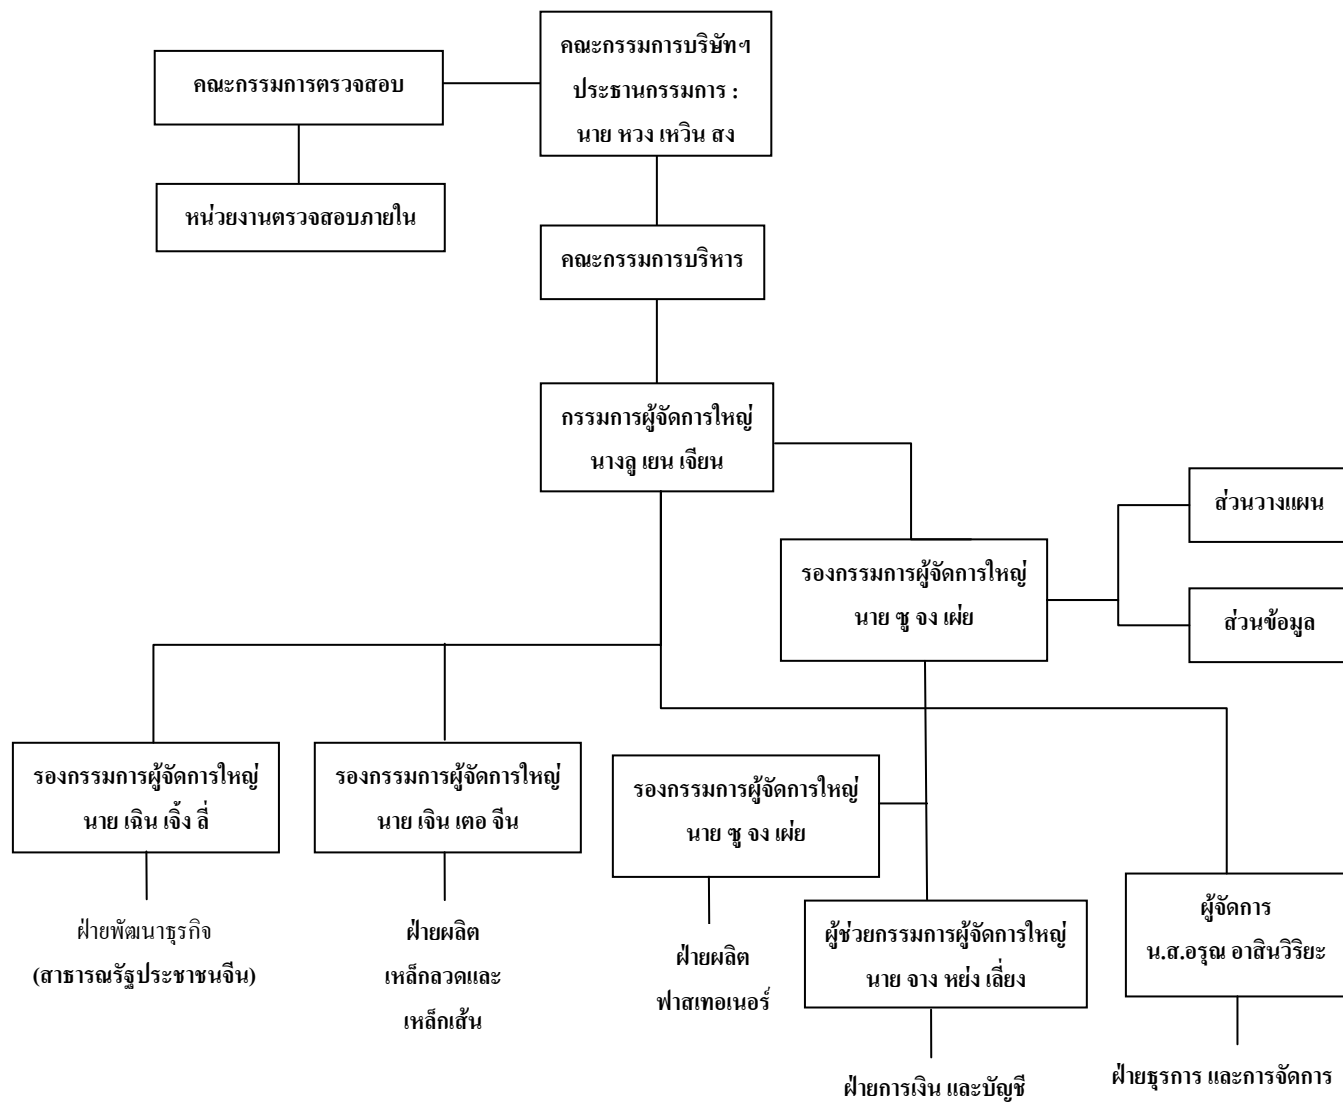 คณะกรรมการบริษัทฯ
ประธานกรรมการ :
นาย หวง เหวิน สง
คณะกรรมการตรวจสอบ
หน่วยงานตรวจสอบภายใน
คณะกรรมการบริหาร
กรรมการผู้จัดการใหญ่
นางลู เยน เจียน
ส่วนวางแผน
รองกรรมการผู้จัดการใหญ่
นาย ซู จง เผ่ย
ส่วนข้อมูล
รองกรรมการผู้จัดการใหญ่
นาย เฉิน เจิ้ง ลี่
รองกรรมการผู้จัดการใหญ่
นาย เจิน เตอ จีน
รองกรรมการผู้จัดการใหญ่
นาย ซู จง เผ่ย
ผู้จัดการ
น.ส.อรุณ อาสินวิริยะ
ผู้ช่วยกรรมการผู้จัดการใหญ่
นาย จาง หย่ง เลี่ยง
ฝ่ายพัฒนาธุรกิจ
(สาธารณรัฐประชาชนจีน)
ฝ่ายผลิต
เหล็กลวดและ
เหล็กเส้น
ฝ่ายผลิต
ฟาสเทอเนอร์
ฝ่ายการเงิน และบัญชี
ฝ่ายธุรการ และการจัดการ